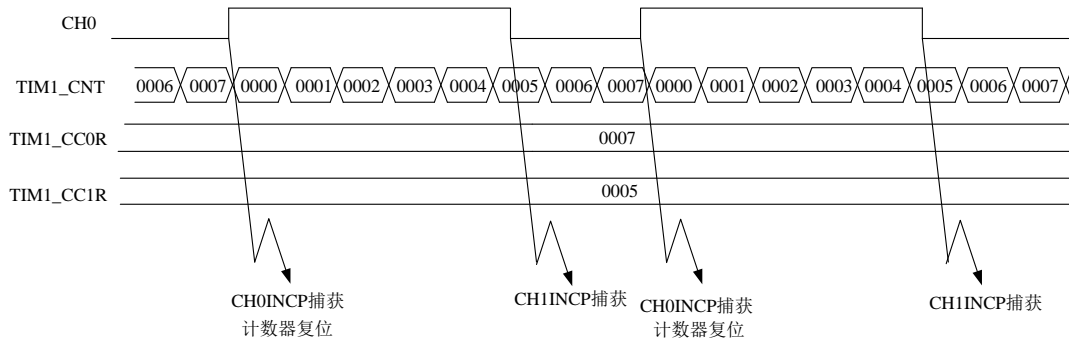 CH0
TIM1_CNT 0006 0007 0000 0001 0002 0003 0004 0005 0006 0007 0000 0001 0002 0003 0004 0005 0006 0007
TIM1_CC0R 0007
TIM1_CC1R 0005
CH0INCP捕获
计数器复位
CH1INCP捕获
CH0INCP捕获
计数器复位
CH1INCP捕获